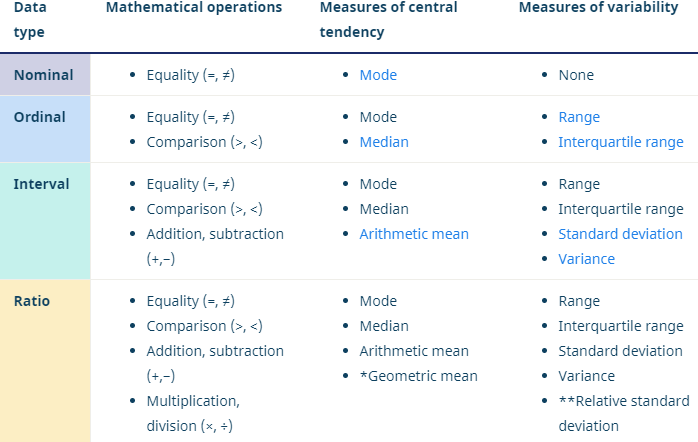 Data type
Mathematical operations
Measures of central tendency
Measures of variability
Nominal
• Equality (=, ≠)
• Mode
• None
Ordinal
• Equality (=, ≠)
• Comparison (>, <)
• Mode
• Median
• Range
• Interquartile range
Interval
• Equality (=, ≠)
• Comparison (>, <)
• Addition, subtraction
(+,−)
• Mode
• Median
• Arithmetic mean
• Range
• Interquartile range
• Standard deviation
• Variance
Ratio
• Equality (=, ≠)
• Comparison (>, <)
• Addition, subtraction
(+,−)
• Multiplication,
division (×, ÷)
• Mode
• Median
• Arithmetic mean
• *Geometric mean
• Range
• Interquartile range
• Standard deviation
• Variance
• **Relative standard
deviation